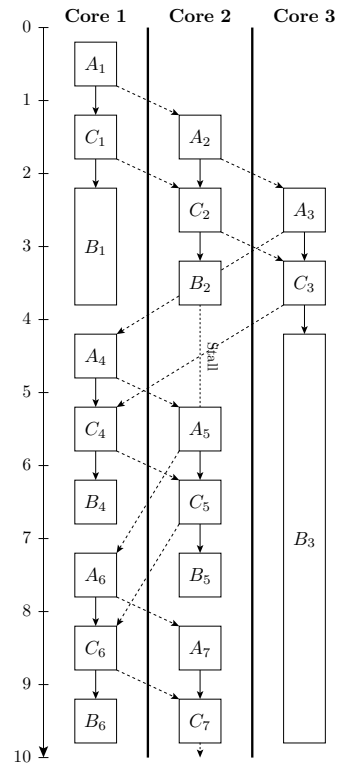 Core 1 Core 2 Core 3
0
A₁
1
C₁ A₂
2
C₂ A₃
3
B₁
B₂ C₃
4
A₄
Stall
5
C₄ A₅
6
B₄ C₅
7
B₃
A₆ B₅
8
C₆ A₇
9
B₆ C₇
10